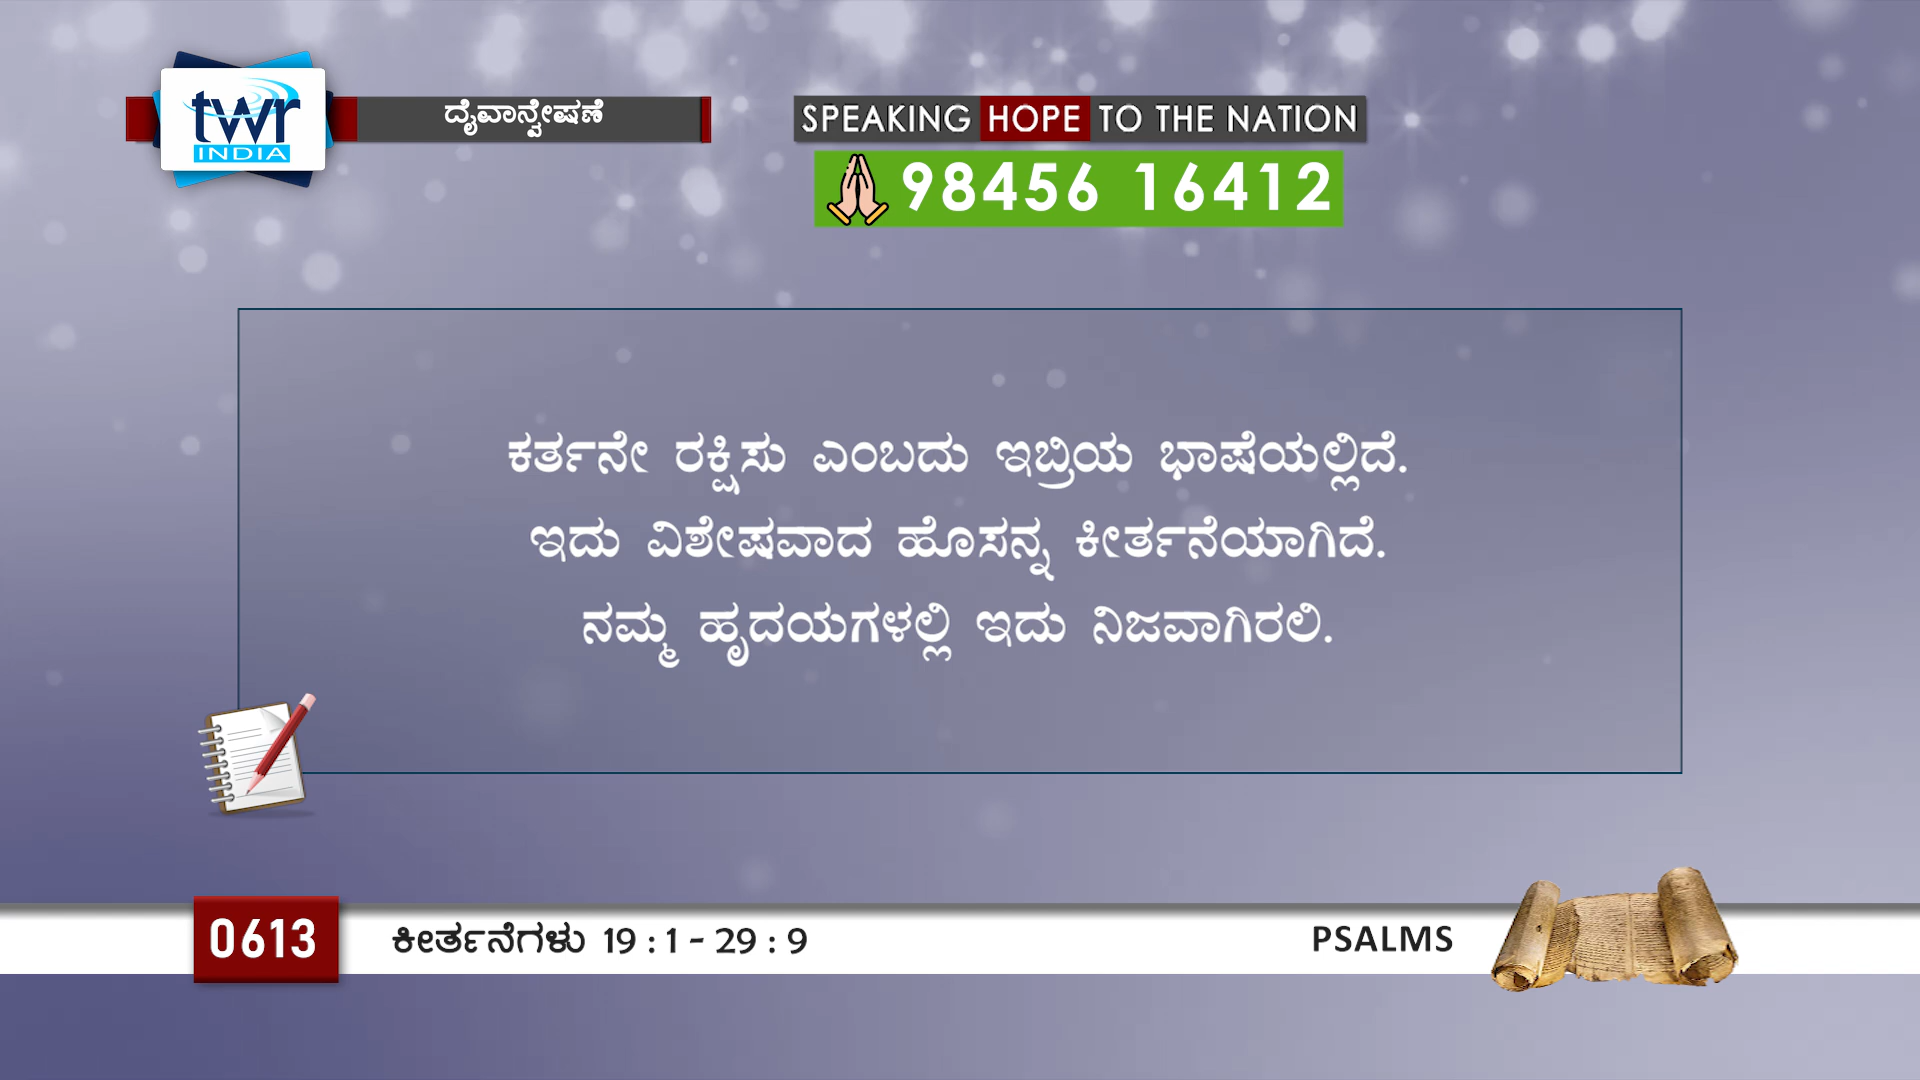 twr
INDIA
ದೈವಾನ್ವೇಷಣೆ
SPEAKING HOPE TO THE NATION
98456 16412
ಕರ್ತನೇ ರಕ್ಷಿಸು ಎಂಬದು ಇಬ್ರಿಯ ಭಾಷೆಯಲ್ಲಿದೆ.
ಇದು ವಿಶೇಷವಾದ ಹೊಸನ್ನ ಕೀರ್ತನೆಯಾಗಿದೆ.
ನಮ್ಮ ಹೃದಯಗಳಲ್ಲಿ ಇದು ನಿಜವಾಗಿರಲಿ.
0613
ಕೀರ್ತನೆಗಳು 19 : 1 - 29 : 9
PSALMS